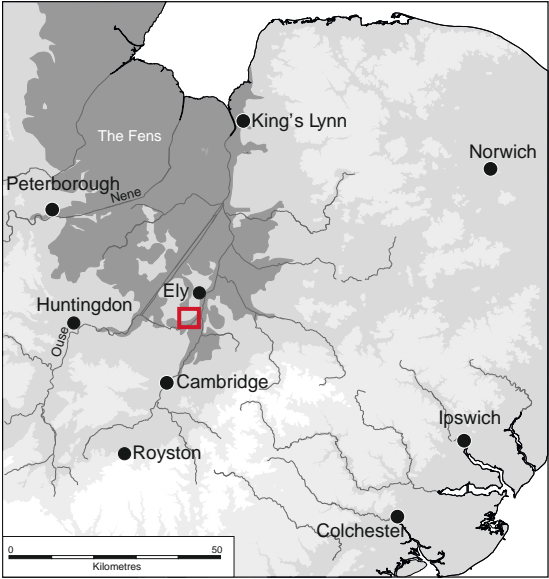 The Fens
King's Lynn
Norwich
Peterborough
Nene
Ely
Huntingdon
Ouse
Cambridge
Ipswich
Royston
Colchester
0 50
Kilometres